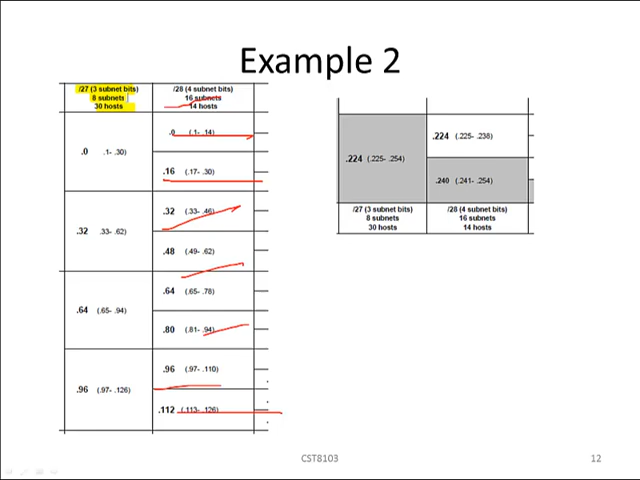 Example 2
/27 (3 subnet bits)
8 subnets
30 hosts
/28 (4 subnet bits)
16 subnets
14 hosts
.0 .1- .30)
.0 (.1- .14)
.16 (.17- .30)
.32 .33- .62)
.32 (.33- .46)
.48 (.49- .62)
.64 (.65- .94)
.64 (.65- .78)
.80 (.81- .94)
.96 (.97- .126)
.96 (.97- .110)
.112 (.113- .126)
.224 (.225- .254)
.224 (.225- .238)
.240 (.241- .254)
/27 (3 subnet bits)
8 subnets
30 hosts
/28 (4 subnet bits)
16 subnets
14 hosts
CST8103
12